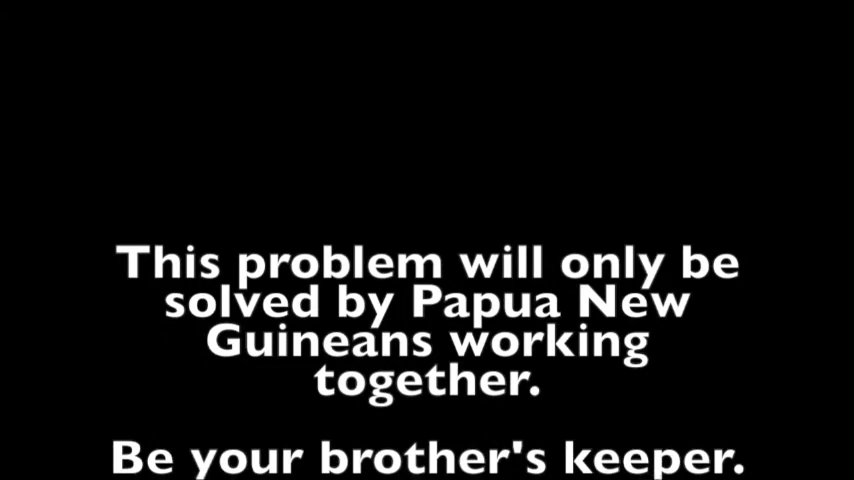 This problem will only be
solved by Papua New
Guineans working
together.
Be your brother's keeper.